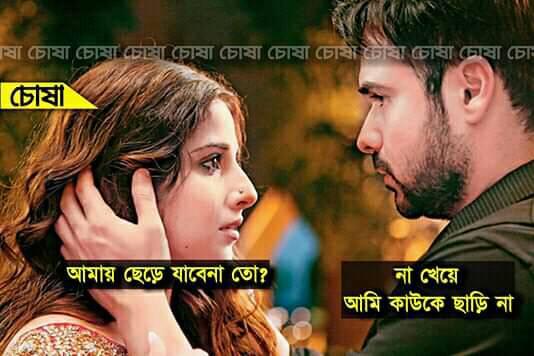 ষা চোষা চোষা চোষা চোষা চোষা চোষা চোষা চোষা
চোষা
আমায় ছেড়ে যাবেনা তো?
না খেয়ে
আমি কাউকে ছাড়ি না